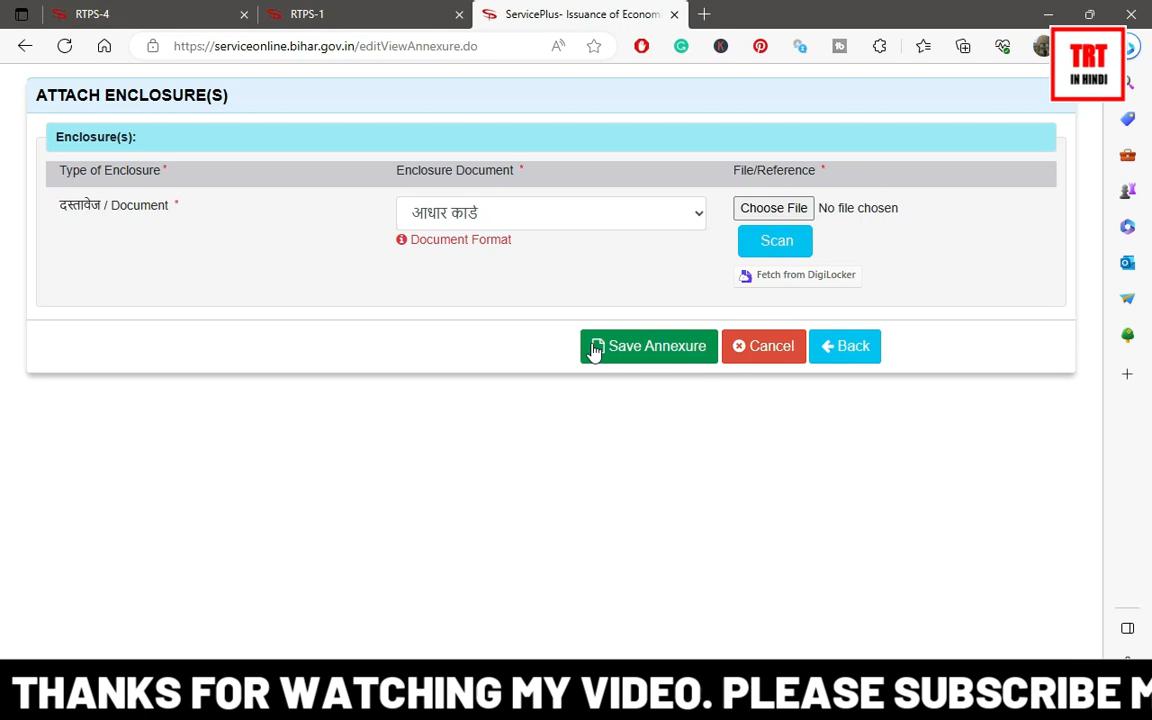 RTPS-4
RTPS-1
ServicePlus- Issuance of Econom
https://serviceonline.bihar.gov.in/editViewAnnexure.do
TRT
IN HINDI
ATTACH ENCLOSURE(S)
Enclosure(s):
Type of Enclosure * Enclosure Document * File/Reference *
दस्तावेज / Document * आधार कार्ड Choose File No file chosen
Document Format Scan
Fetch from DigiLocker
Save Annexure Cancel Back
THANKS FOR WATCHING MY VIDEO. PLEASE SUBSCRIBE M